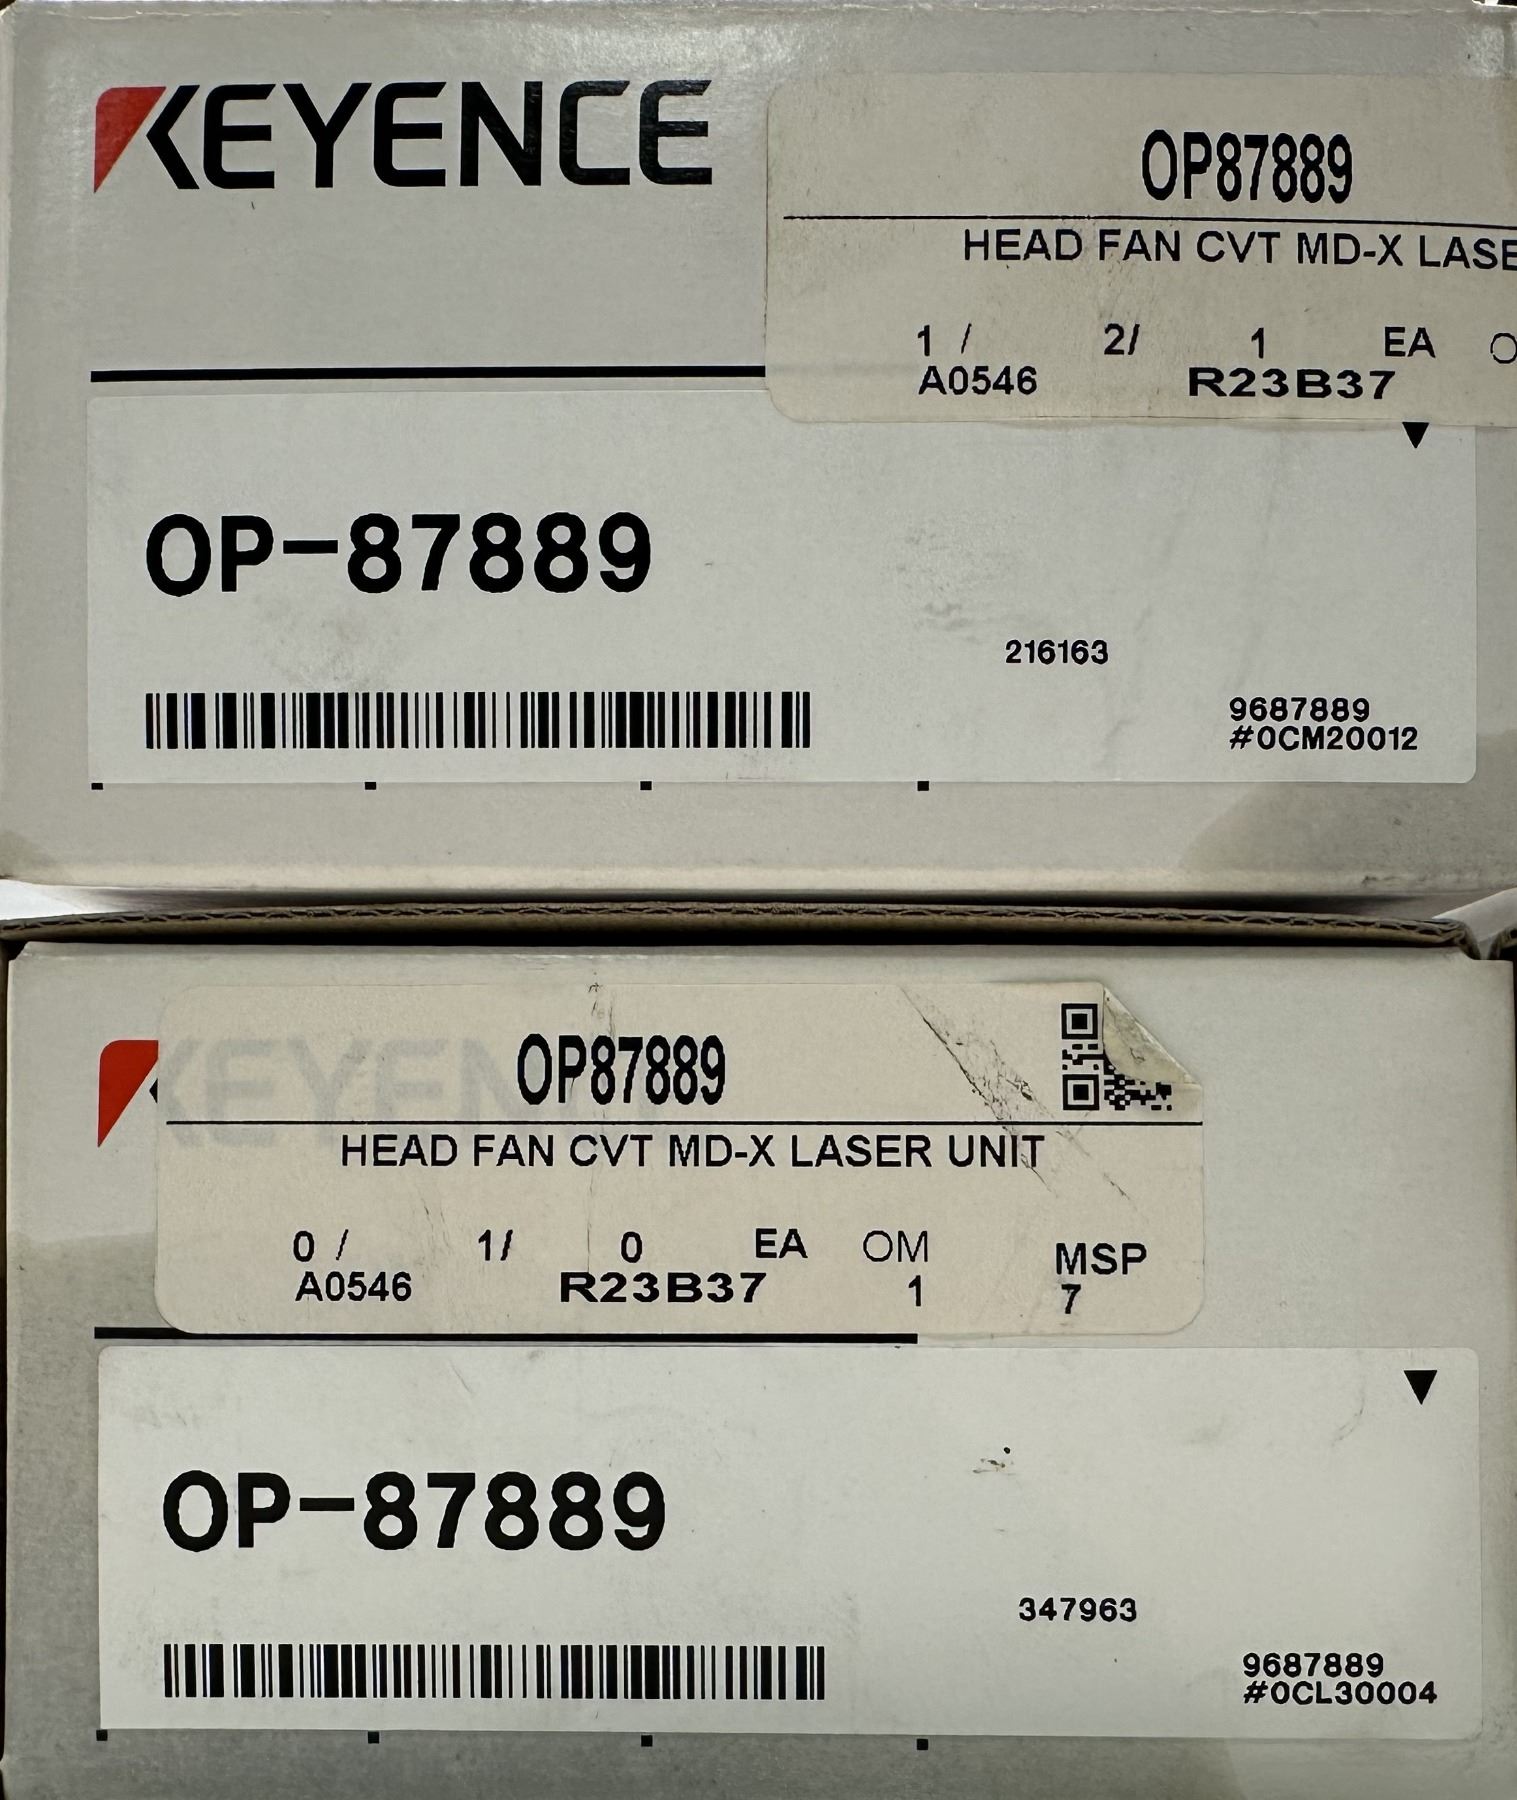 KEYENCE
OP87889
HEAD FAN CVT MD-X LASE
1 / 2/ 1 EA O
A0546 R23B37
OP-87889
216163
9687889
#0CM20012
KEYENCE
OP87889
HEAD FAN CVT MD-X LASER UNIT
0 / 1/ 0 EA OM MSP
A0546 R23B37 1 7
OP-87889
347963
9687889
#0CL30004